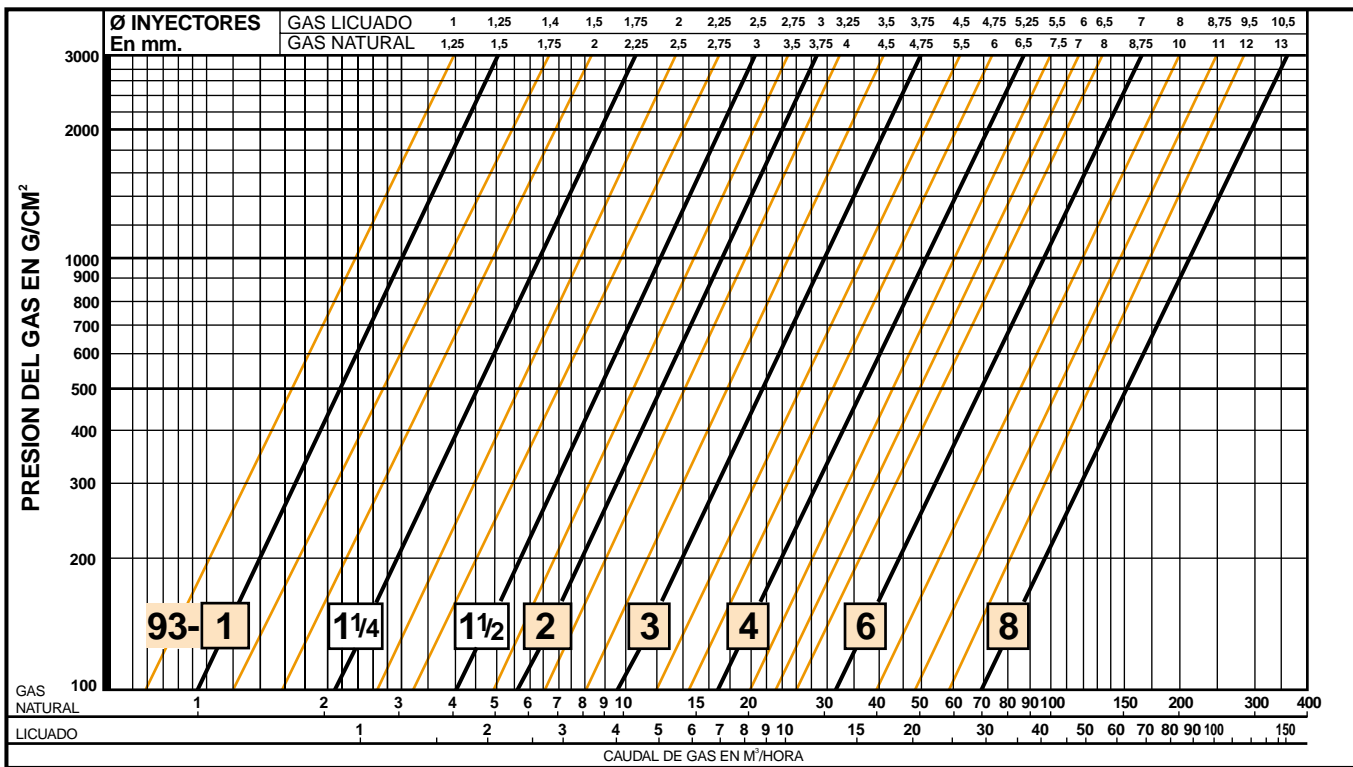 Ø INYECTORES
En mm.
GAS LICUADO 1 1,25 1,4 1,5 1,75 2 2,25 2,5 2,75 3 3,25 3,5 3,75 4,5 4,75 5,25 5,5 6 6,5 7 8 8,75 9,5 10,5
GAS NATURAL 1,25 1,5 1,75 2 2,25 2,5 2,75 3 3,5 3,75 4 4,5 4,75 5,5 6 6,5 7,5 7 8 8,75 10 11 12 13
PRESION DEL GAS EN G/CM²
3000
2000
1000
900
800
700
600
500
400
300
200
100
93- 1 1¼ 1½ 2 3 4 6 8
GAS
NATURAL 1 2 3 4 5 6 7 8 9 10 15 20 30 40 50 60 70 80 90 100 150 200 300 400
LICUADO 1 2 3 4 5 6 7 8 9 10 15 20 30 40 50 60 70 80 90 100 150
CAUDAL DE GAS EN M³/HORA